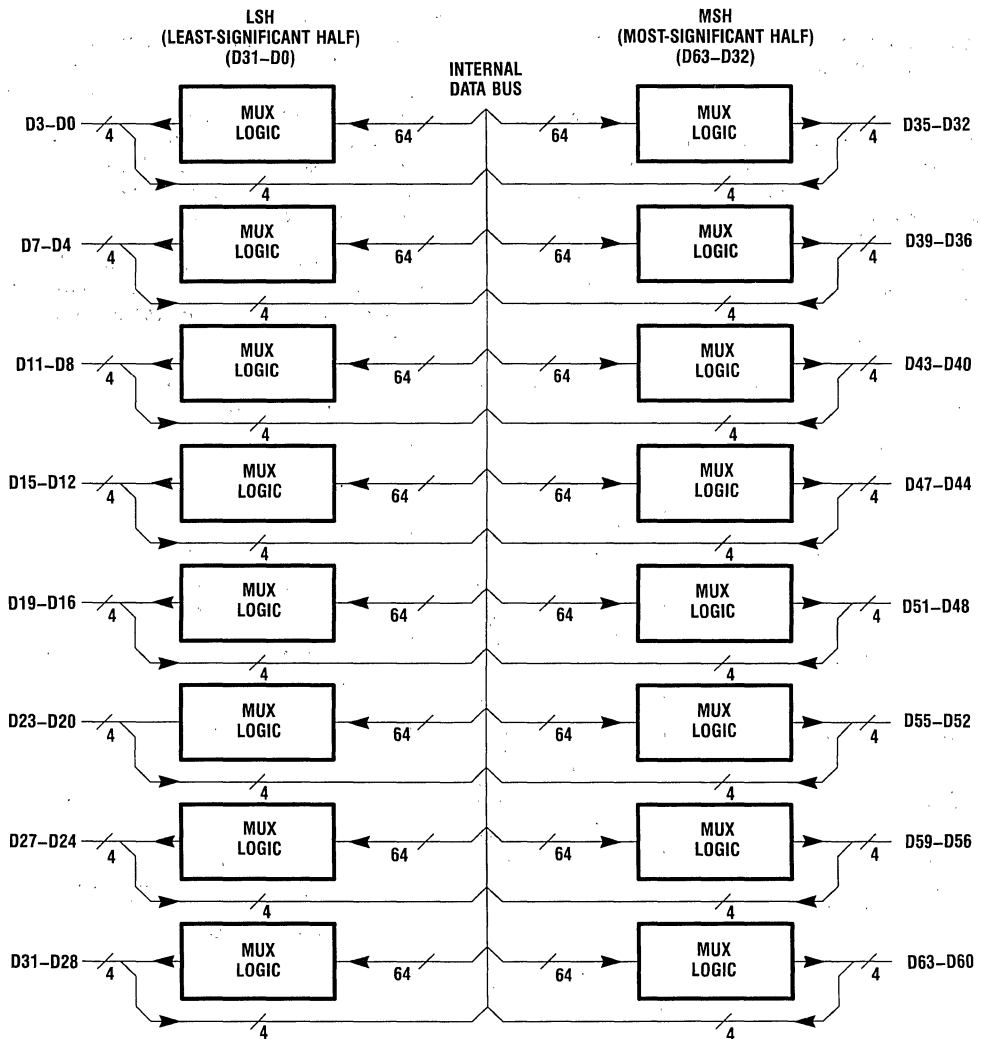 LSH
(LEAST-SIGNIFICANT HALF)
(D31–D0)
MSH
(MOST-SIGNIFICANT HALF)
(D63–D32)
INTERNAL
DATA BUS
D3–D0
4
MUX
LOGIC
64
64
MUX
LOGIC
4
D35–D32
4
4
D7–D4
4
MUX
LOGIC
64
64
MUX
LOGIC
4
D39–D36
4
4
D11–D8
4
MUX
LOGIC
64
64
MUX
LOGIC
4
D43–D40
4
4
D15–D12
4
MUX
LOGIC
64
64
MUX
LOGIC
4
D47–D44
4
4
D19–D16
4
MUX
LOGIC
64
64
MUX
LOGIC
4
D51–D48
4
4
D23–D20
4
MUX
LOGIC
64
64
MUX
LOGIC
4
D55–D52
4
4
D27–D24
4
MUX
LOGIC
64
64
MUX
LOGIC
4
D59–D56
4
4
D31–D28
4
MUX
LOGIC
64
64
MUX
LOGIC
4
D63–D60
4
4